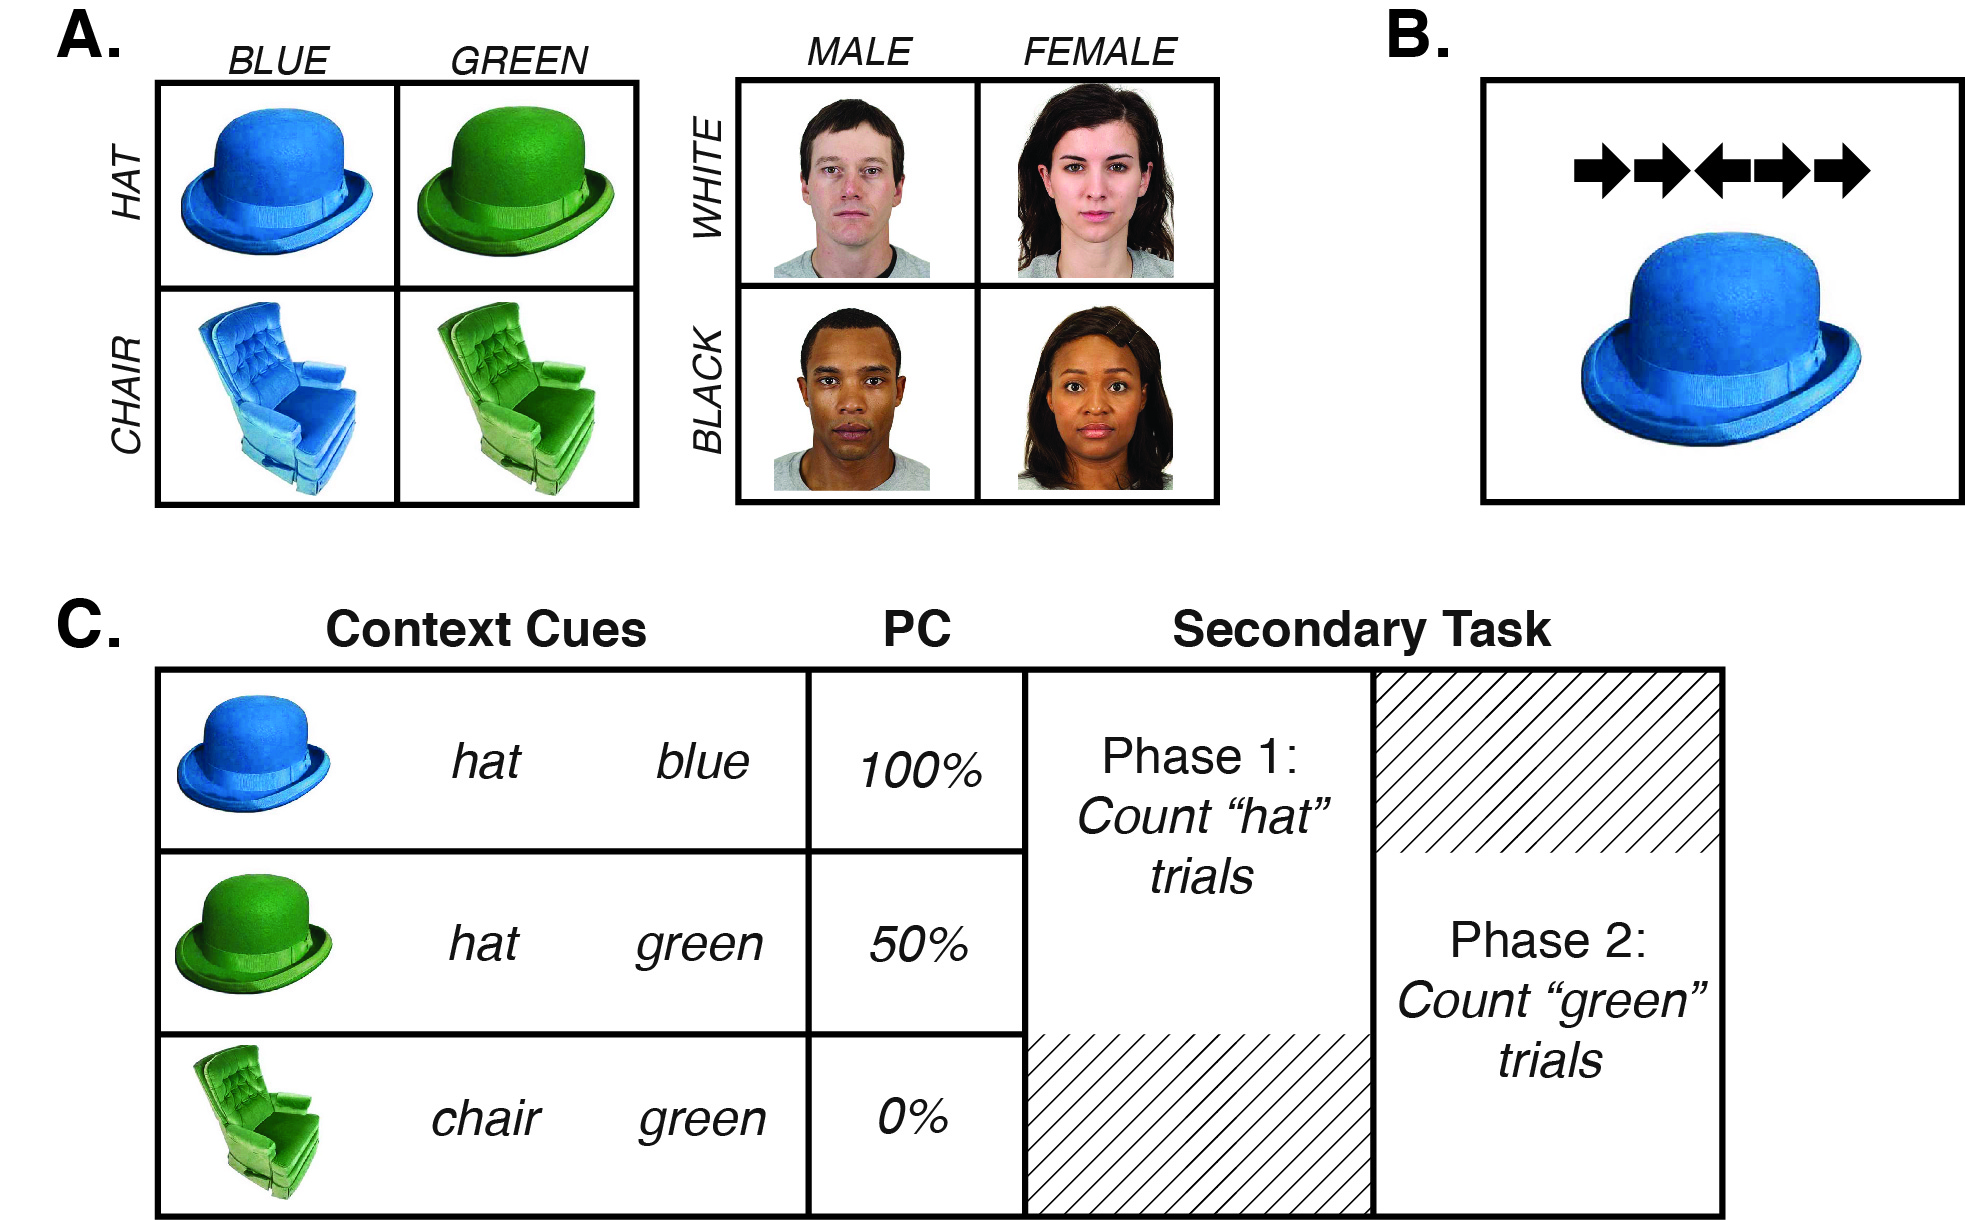 A.
BLUE GREEN
HAT
CHAIR
MALE FEMALE
WHITE
BLACK
B.
C.
Context Cues PC Secondary Task
hat blue 100%
hat green 50%
chair green 0%
Phase 1:
Count “hat”
trials
Phase 2:
Count “green”
trials